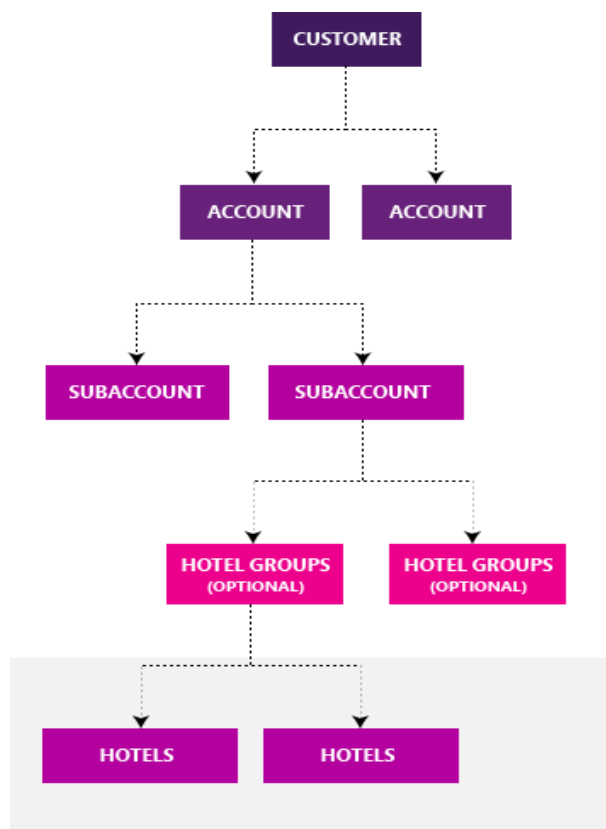 CUSTOMER
ACCOUNT
ACCOUNT
SUBACCOUNT
SUBACCOUNT
HOTEL GROUPS
(OPTIONAL)
HOTEL GROUPS
(OPTIONAL)
HOTELS
HOTELS